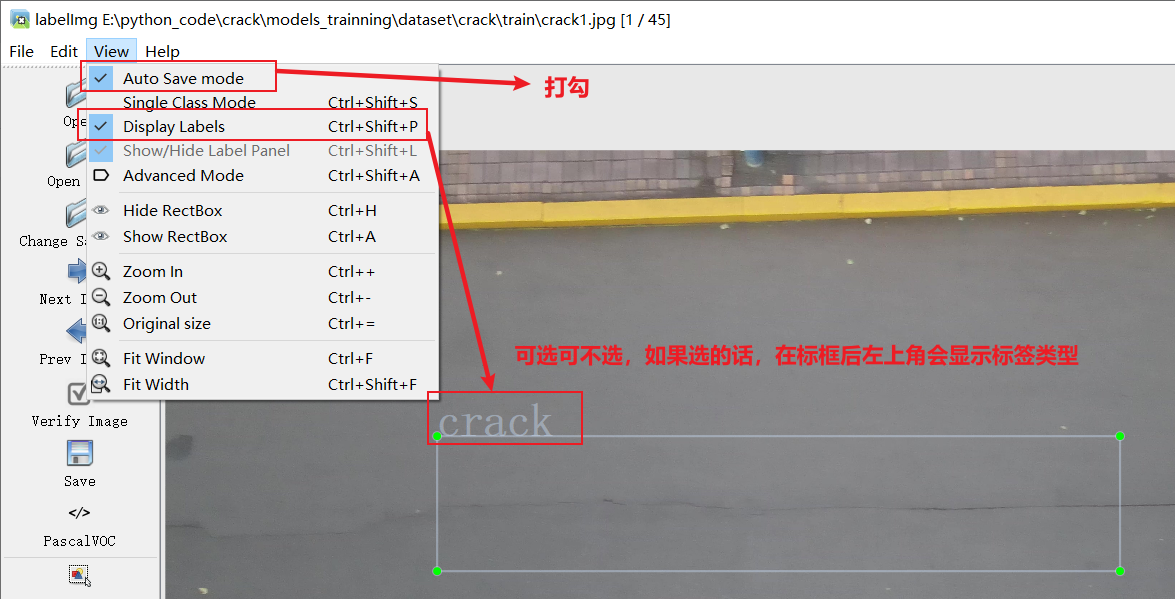 labelImg E:\python_code\crack\models_trainning\dataset\crack\train\crack1.jpg [1 / 45]
File Edit View Help
Auto Save mode
打勾
Single Class Mode Ctrl+Shift+S
Display Labels Ctrl+Shift+P
Show/Hide Label Panel Ctrl+Shift+L
Advanced Mode Ctrl+Shift+A
Hide RectBox Ctrl+H
Show RectBox Ctrl+A
Zoom In Ctrl++
Zoom Out Ctrl+-
Original size Ctrl+=
Fit Window Ctrl+F
Fit Width Ctrl+Shift+F
Ope
Open
Change Sa
Next I
Prev I
Verify Image
Save
</>
PascalVOC
可选可不选，如果选的话，在标框后左上角会显示标签类型
crack